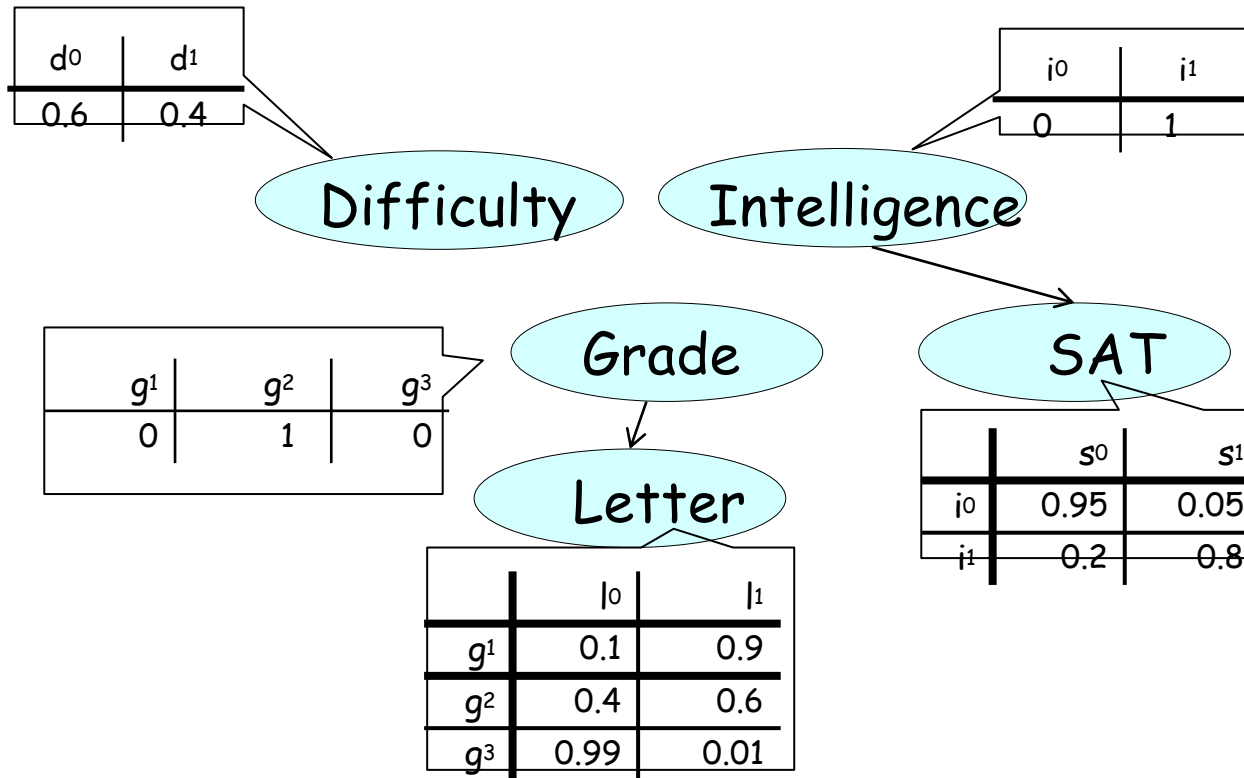 d0 d1
0.6 0.4
i0 i1
0 1
Difficulty
Intelligence
Grade
SAT
g1 g2 g3
0 1 0
Letter
s0 s1
i0 0.95 0.05
i1 0.2 0.8
l0 l1
g1 0.1 0.9
g2 0.4 0.6
g3 0.99 0.01